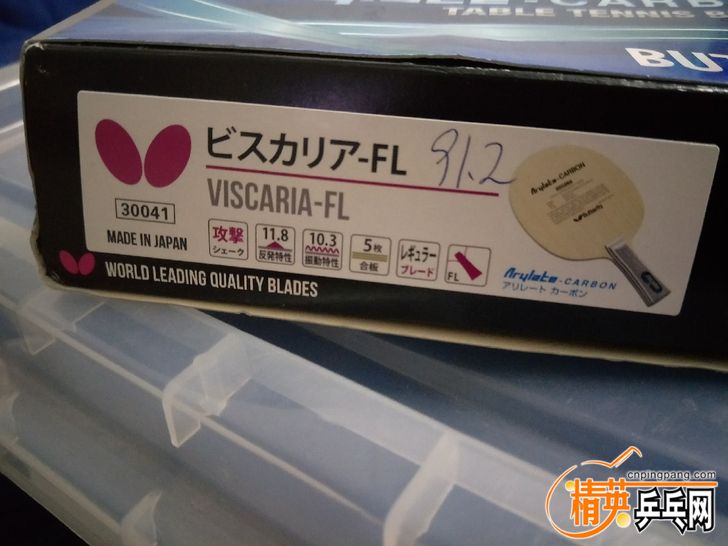 TABLE TENNIS
ビスカリア-FL 91.2
VISCARIA-FL
30041
MADE IN JAPAN
攻撃
シェーク
11.8
反発特性
10.3
振動特性
5枚
合板
レギュラー
ブレード
FL
Arylate-CARBON
Arylate-CARBON
アリレート カーボン
WORLD LEADING QUALITY BLADES
cnpingpang.com
精英乒乓网